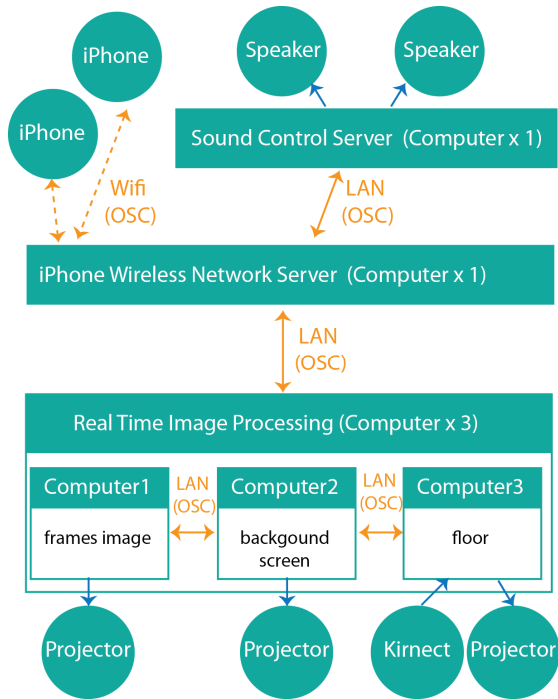 iPhone
iPhone
Speaker
Speaker
Sound Control Server (Computer x 1)
Wifi
(OSC)
LAN
(OSC)
iPhone Wireless Network Server (Computer x 1)
LAN
(OSC)
Real Time Image Processing (Computer x 3)
Computer1
LAN
(OSC)
Computer2
LAN
(OSC)
Computer3
frames image
backgound
screen
floor
Projector
Projector
Kirnect
Projector